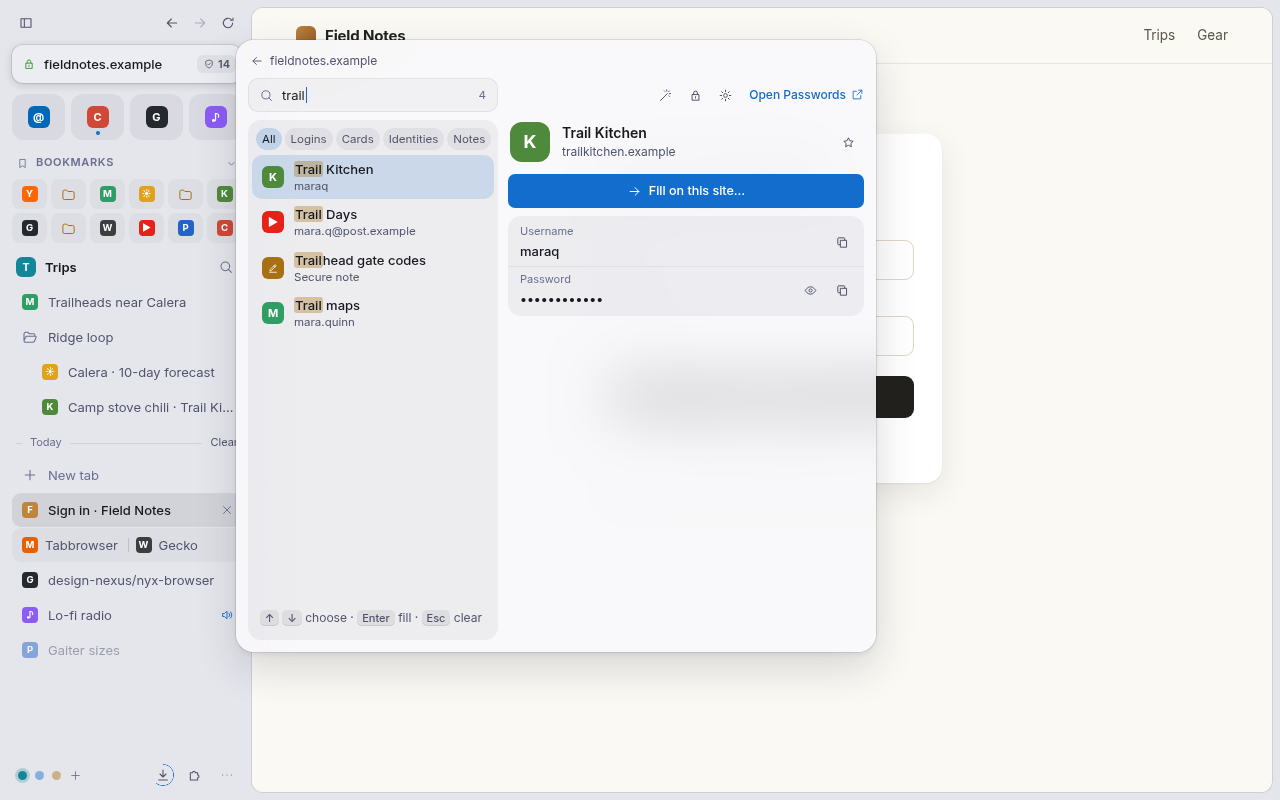 fieldnotes.example
14
@
C
G
BOOKMARKS
Y
M
K
G
W
P
C
T
Trips
M
Trailheads near Calera
Ridge loop
Calera · 10-day forecast
K
Camp stove chili · Trail Ki...
Today
Clear
New tab
F
Sign in · Field Notes
M
Tabbrowser
W
Gecko
G
design-nexus/nyx-browser
Lo-fi radio
P
Gaiter sizes
Field Notes
Trips
Gear
fieldnotes.example
trail
4
Open Passwords
All
Logins
Cards
Identities
Notes
K
Trail Kitchen
maraq
Trail Days
mara.q@post.example
Trailhead gate codes
Secure note
M
Trail maps
mara.quinn
choose · Enter fill · Esc clear
K
Trail Kitchen
trailkitchen.example
Fill on this site...
Username
maraq
Password
••••••••••••